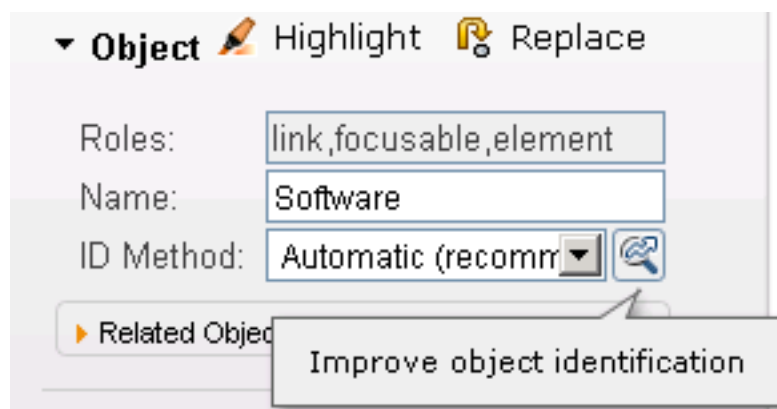 Object Highlight Replace
Roles: link,focusable,element
Name: Software
ID Method: Automatic (recomm
Related Objec
Improve object identification